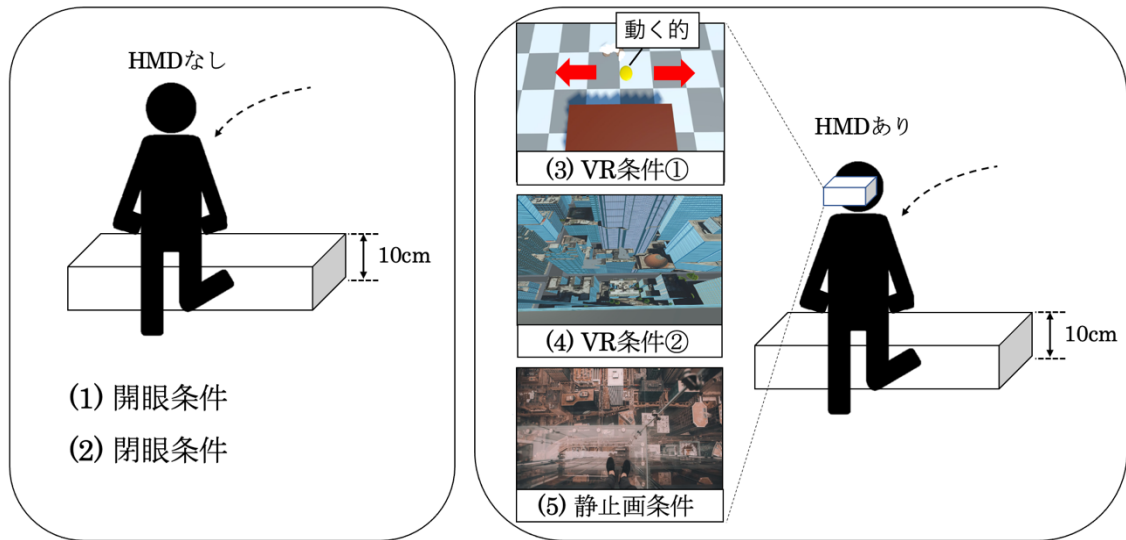 HMDなし
10cm
(1) 開眼条件
(2) 閉眼条件
動く的
(3) VR条件①
(4) VR条件②
(5) 静止画条件
HMDあり
10cm